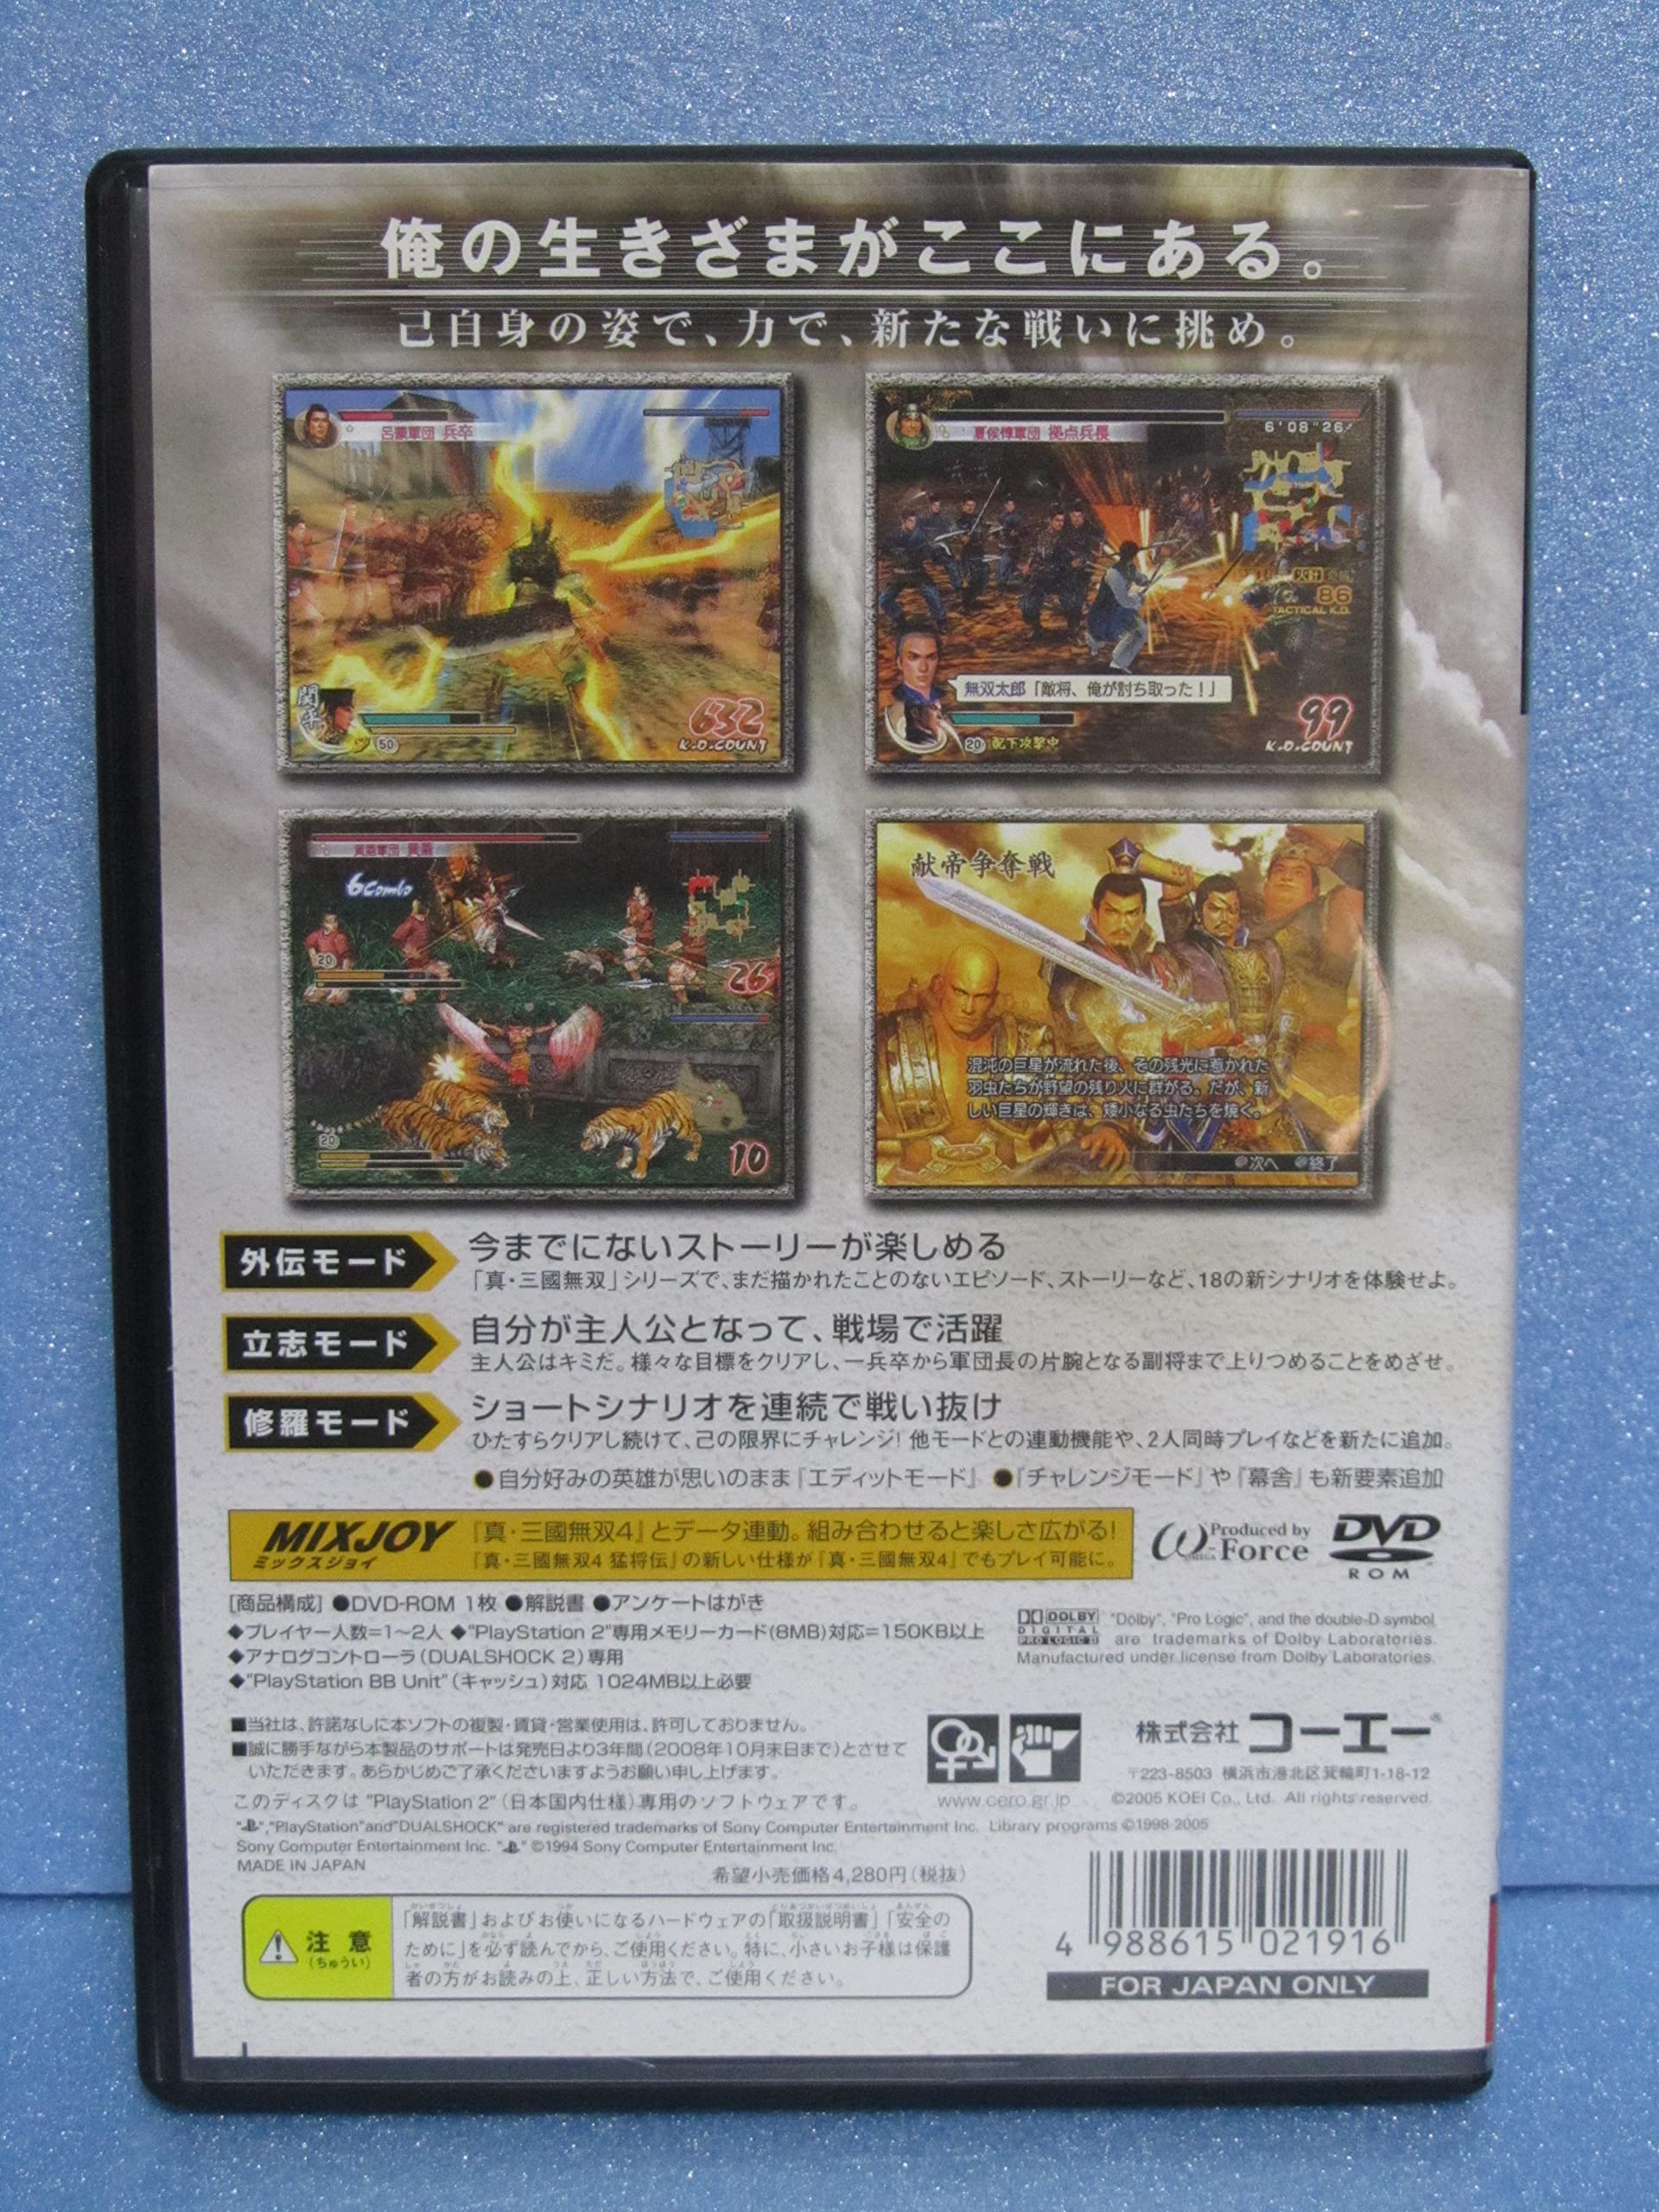 俺の生きざまがここにある。
己自身の姿で、力で、新たな戦いに挑め。
呂蒙軍団 兵卒
関平
50
632
K.O.COUNT
夏侯惇軍団 拠点兵長
6'08"26
火計
86
TACTICAL K.D.
無双太郎「敵将、俺が討ち取った！」
20 配下攻撃中
99
K.O.COUNT
黄蓋軍団 黄蓋
6Combo
20
26
20
10
献帝争奪戦
混沌の巨星が流れた後、その残光に惹かれた
羽虫たちが野望の残り火に群がる。だが、新
しい巨星の輝きは、矮小なる虫たちを焼く。
次へ 終了
外伝モード
今までにないストーリーが楽しめる
「真・三國無双」シリーズで、まだ描かれたことのないエピソード、ストーリーなど、18の新シナリオを体験せよ。
立志モード
自分が主人公となって、戦場で活躍
主人公はキミだ。様々な目標をクリアし、一兵卒から軍団長の片腕となる副将まで上りつめることをめざせ。
修羅モード
ショートシナリオを連続で戦い抜け
ひたすらクリアし続けて、己の限界にチャレンジ！他モードとの連動機能や、2人同時プレイなどを新たに追加。
●自分好みの英雄が思いのまま『エディットモード』 ●『チャレンジモード』や『幕舎』も新要素追加
MIXJOY
ミックスジョイ
『真・三國無双4』とデータ連動。組み合わせると楽しさ広がる！
『真・三國無双4 猛将伝』の新しい仕様が『真・三國無双4』でもプレイ可能に。
ω OMEGA Produced by
-Force
DVD
ROM
[商品構成] ●DVD-ROM 1枚 ●解説書 ●アンケートはがき
◆プレイヤー人数=1〜2人 ◆"PlayStation 2"専用メモリーカード(8MB)対応=150KB以上
◆アナログコントローラ(DUALSHOCK 2)専用
◆"PlayStation BB Unit"(キャッシュ)対応 1024MB以上必要
DOLBY
DIGITAL
PRO LOGIC II
"Dolby", "Pro Logic", and the double-D symbol
are trademarks of Dolby Laboratories.
Manufactured under license from Dolby Laboratories.
■当社は、許諾なしに本ソフトの複製・賃貸・営業使用は、許可しておりません。
■誠に勝手ながら本製品のサポートは発売日より3年間(2008年10月末日まで)とさせて
いただきます。あらかじめご了承くださいますようお願い申し上げます。
www.cero.gr.jp
株式会社 コーエー®
〒223-8503 横浜市港北区箕輪町1-18-12
©2005 KOEI Co., Ltd. All rights reserved.
このディスクは "PlayStation 2" (日本国内仕様)専用のソフトウェアです。
" ","PlayStation"and"DUALSHOCK" are registered trademarks of Sony Computer Entertainment Inc. Library programs ©1998-2005
Sony Computer Entertainment Inc. " " ©1994 Sony Computer Entertainment Inc.
MADE IN JAPAN
希望小売価格4,280円(税抜)
注意
(ちゅうい)
「解説書」およびお使いになるハードウェアの「取扱説明書」「安全の
ために」を必ず読んでから、ご使用ください。特に、小さいお子様は保護
者の方がお読みの上、正しい方法で、ご使用ください。
4 988615 021916
FOR JAPAN ONLY